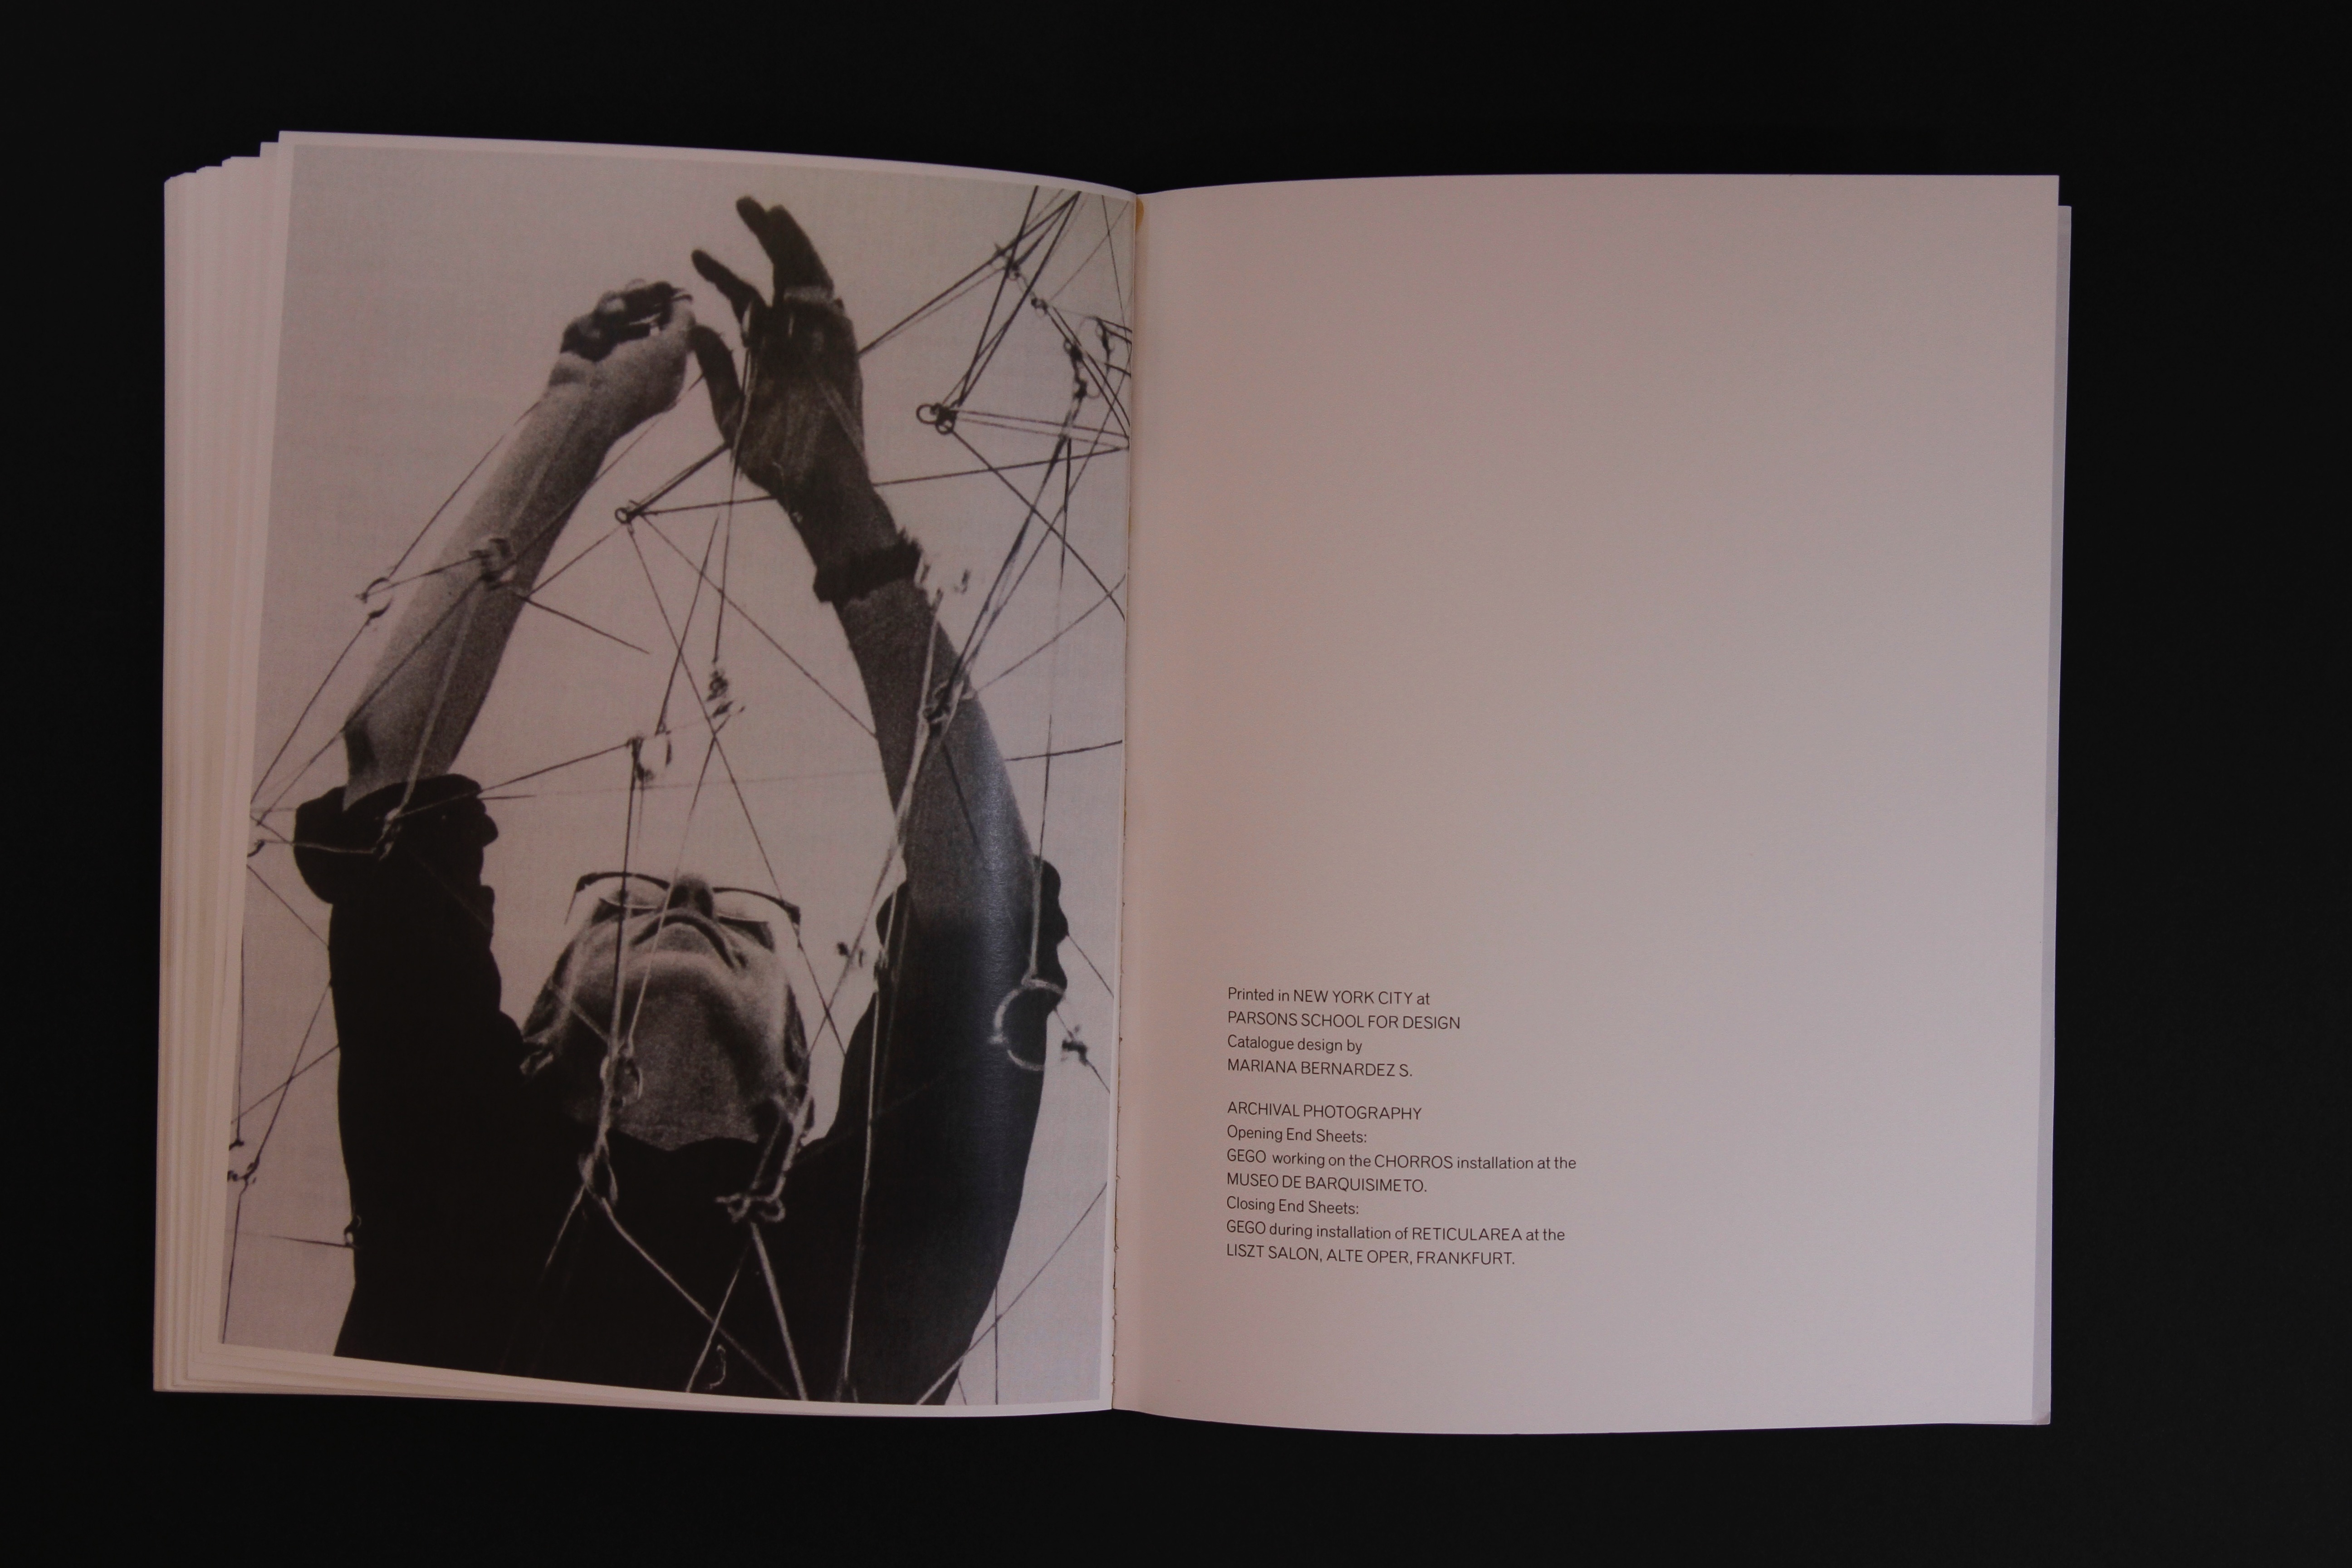 Printed in NEW YORK CITY at
PARSONS SCHOOL FOR DESIGN
Catalogue design by
MARIANA BERNARDEZ S.
ARCHIVAL PHOTOGRAPHY
Opening End Sheets:
GEGO working on the CHORROS installation at the
MUSEO DE BARQUISIMETO.
Closing End Sheets:
GEGO during installation of RETICULAREA at the
LISZT SALON, ALTE OPER, FRANKFURT.